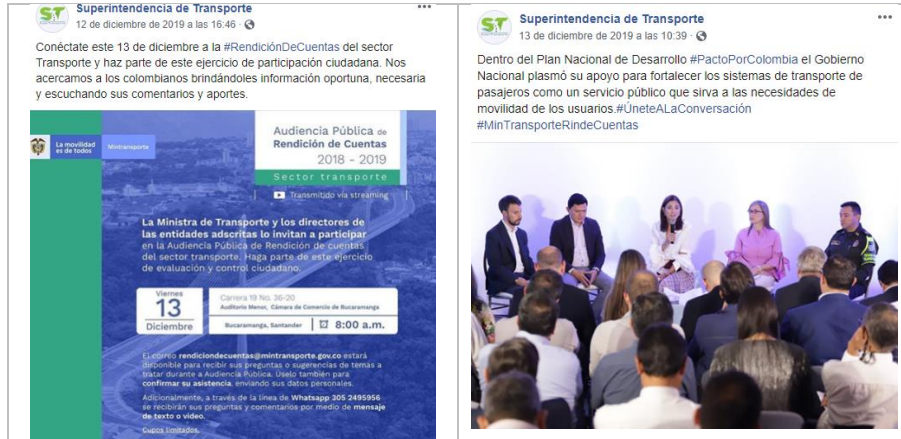 ST
Superintendencia de Transporte
12 de diciembre de 2019 a las 16:46 ·
Conéctate este 13 de diciembre a la #RendiciónDeCuentas del sector
Transporte y haz parte de este ejercicio de participación ciudadana. Nos
acercamos a los colombianos brindándoles información oportuna, necesaria
y escuchando sus comentarios y aportes.
La movilidad
es de todos
Mintransporte
Audiencia Pública de
Rendición de Cuentas
2018 - 2019
Sector transporte
Transmitido vía streaming
La Ministra de Transporte y los directores de
las entidades adscritas lo invitan a participar
en la Audiencia Pública de Rendición de cuentas
del sector transporte. Haga parte de este ejercicio
de evaluación y control ciudadano.
Viernes
13
Diciembre
Carrera 19 No. 36-20
Auditorio Menor, Cámara de Comercio de Bucaramanga
Bucaramanga, Santander
8:00 a.m.
El correo rendiciondecuentas@mintransporte.gov.co estará
disponible para recibir sus preguntas o sugerencias de temas a
tratar durante a Audiencia Pública. Úselo también para
confirmar su asistencia, enviando sus datos personales.
Adicionalmente, a través de la línea de Whatsapp 305 2495956
se recibirán sus preguntas y comentarios por medio de mensaje
de texto o video.
Cupos limitados.
ST
Superintendencia de Transporte
13 de diciembre de 2019 a las 10:39 ·
Dentro del Plan Nacional de Desarrollo #PactoPorColombia el Gobierno
Nacional plasmó su apoyo para fortalecer los sistemas de transporte de
pasajeros como un servicio público que sirva a las necesidades de
movilidad de los usuarios.#ÚneteALaConversación
#MinTransporteRindeCuentas